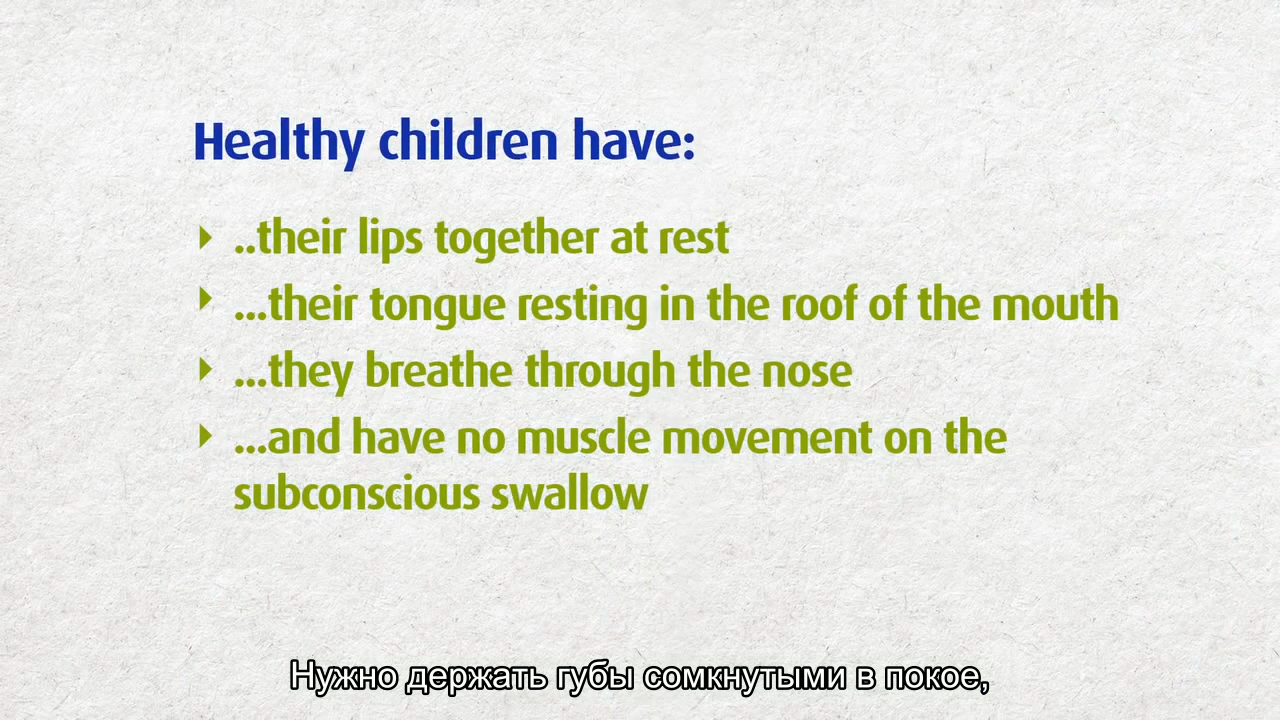 Healthy children have:
..their lips together at rest
...their tongue resting in the roof of the mouth
...they breathe through the nose
...and have no muscle movement on the
subconscious swallow
Нужно держать губы сомкнутыми в покое,